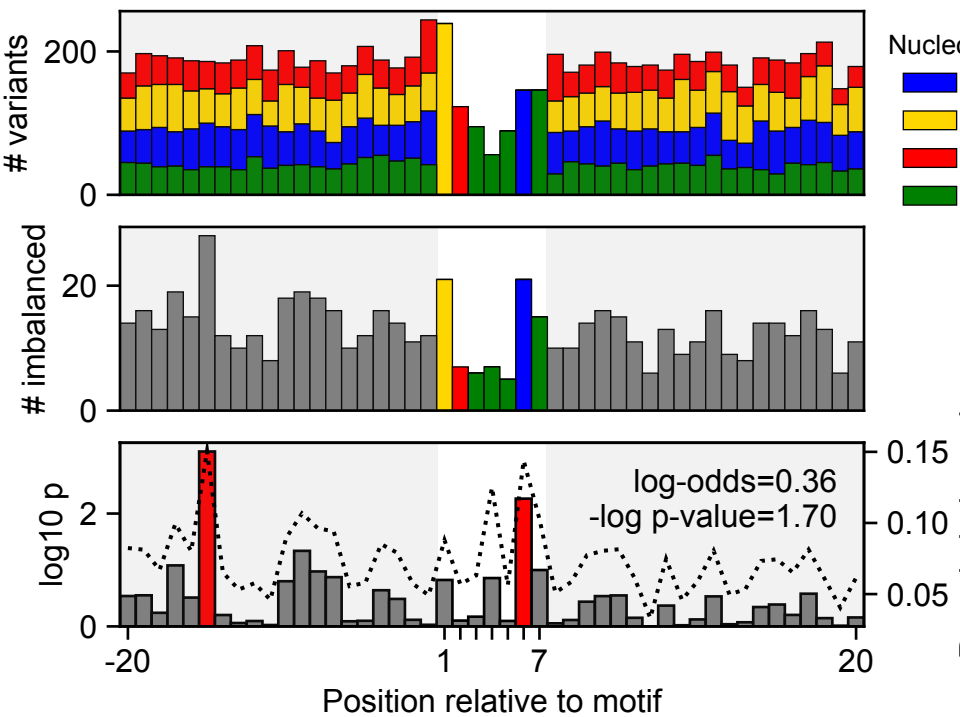 # variants
200
0
Nucleo
# imbalanced
20
0
log10 p
2
0
log-odds=0.36
-log p-value=1.70
0.15
0.10
0.05
-20
1
7
20
Position relative to motif